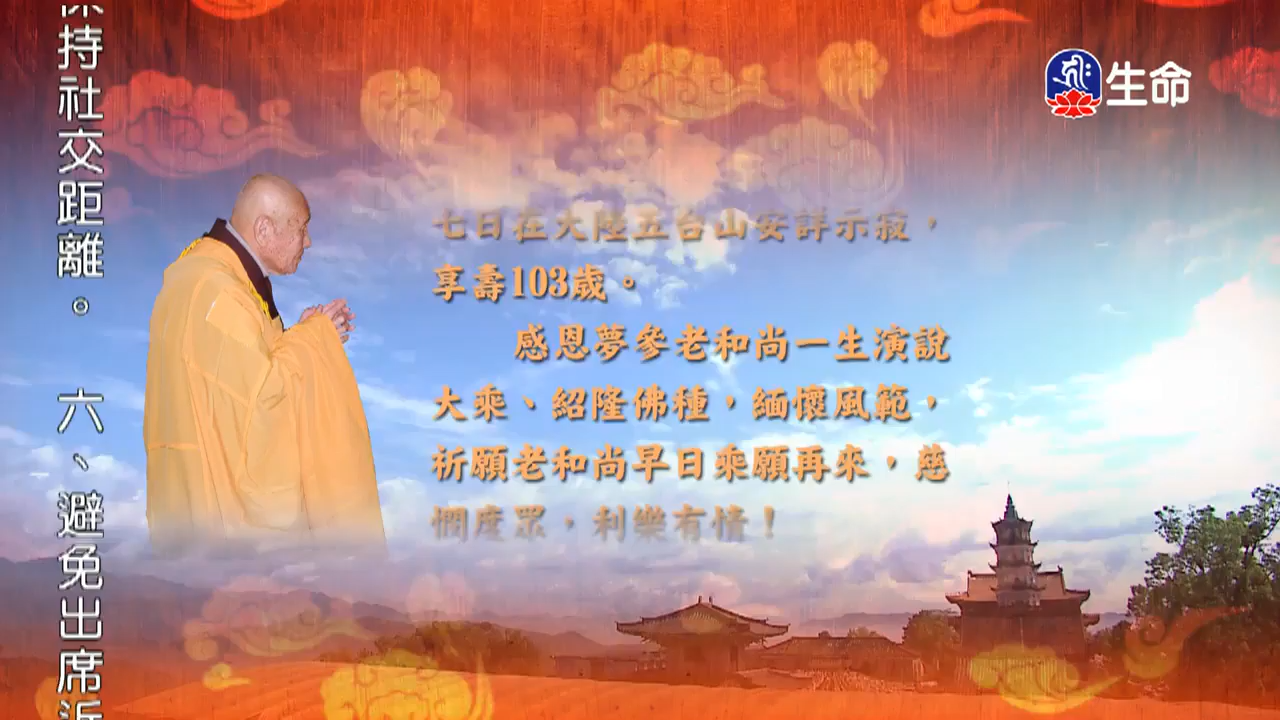 持社交距離。 六、避免出席
生命
七日在大陸五台山安詳示寂，
享壽103歲。
感恩夢參老和尚一生演說
大乘、紹隆佛種，緬懷風範，
祈願老和尚早日乘願再來，慈
憫度眾，利樂有情！